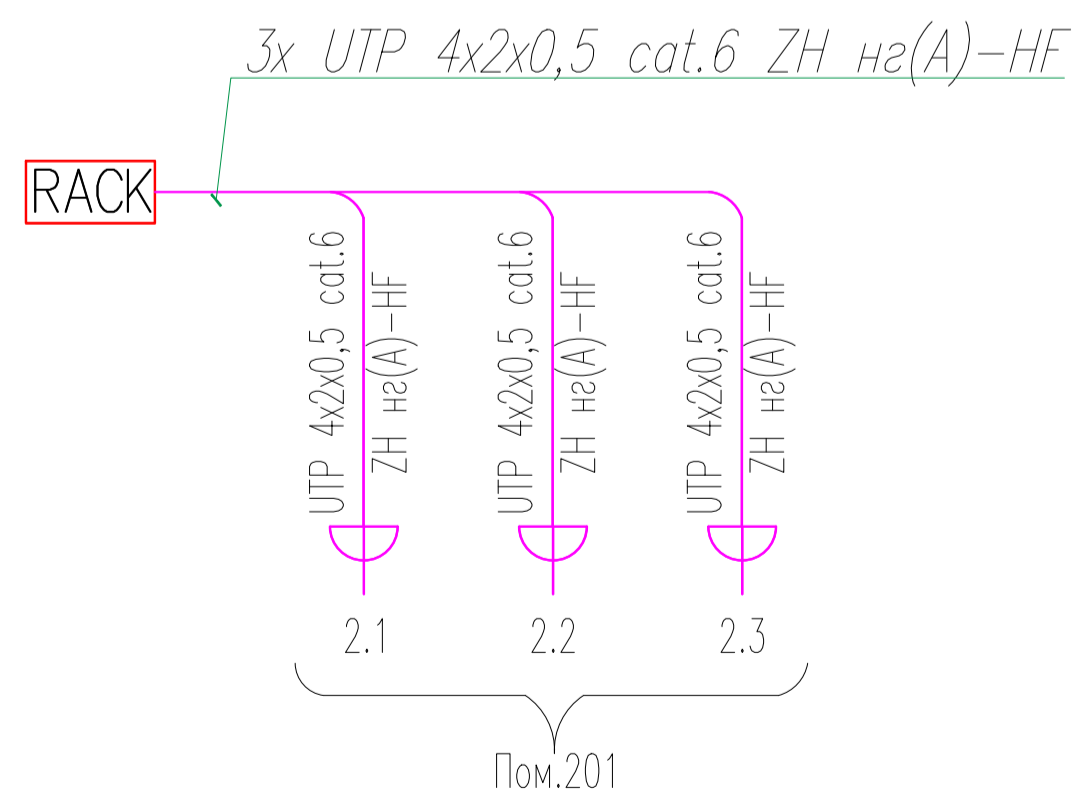 3x UTP 4x2x0,5 cat.6 ZH нг(А)-HF
RACK
UTP 4x2x0,5 cat.6
ZH нг(А)-HF
UTP 4x2x0,5 cat.6
ZH нг(А)-HF
UTP 4x2x0,5 cat.6
ZH нг(А)-HF
2.1
2.2
2.3
Пом.201